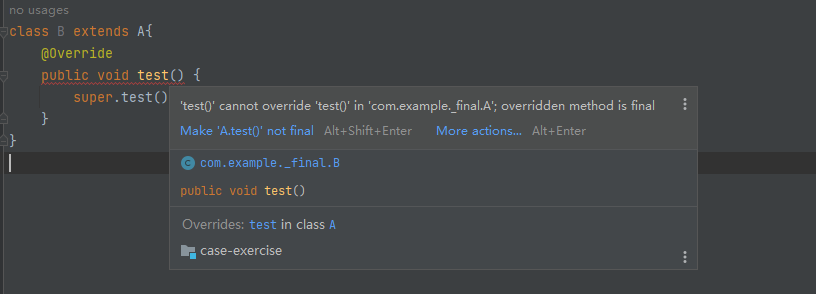 no usages
class B extends A{
@Override
public void test() {
super.test()
'test()' cannot override 'test()' in 'com.example._final.A'; overridden method is final
Make 'A.test()' not final Alt+Shift+Enter More actions... Alt+Enter
}
C com.example._final.B
}
public void test()
Overrides: test in class A
case-exercise